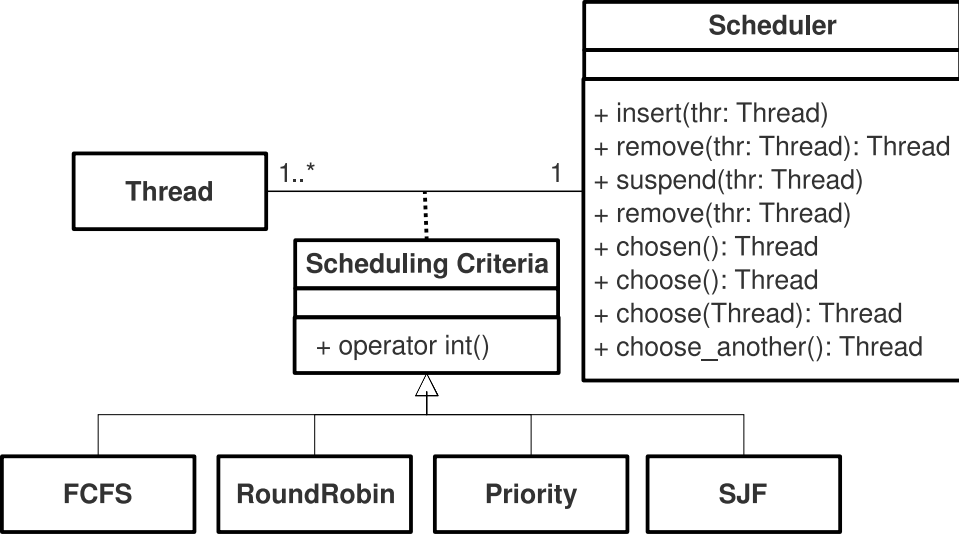 Scheduler
+ insert(thr: Thread)
+ remove(thr: Thread): Thread
+ suspend(thr: Thread)
+ remove(thr: Thread)
+ chosen(): Thread
+ choose(): Thread
+ choose(Thread): Thread
+ choose_another(): Thread
Thread
1..*
1
Scheduling Criteria
+ operator int()
FCFS
RoundRobin
Priority
SJF